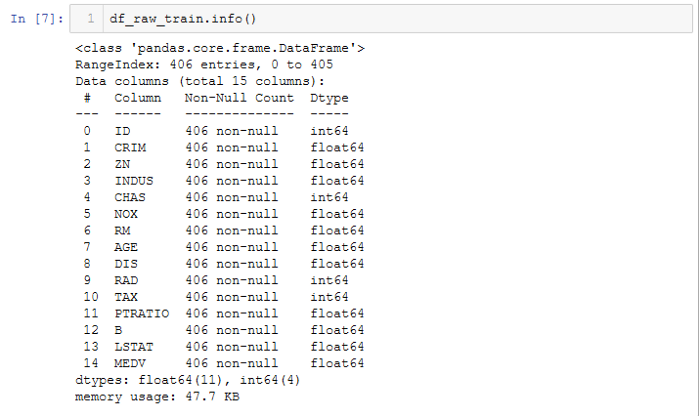 In [7]: 1 df_raw_train.info()
<class 'pandas.core.frame.DataFrame'>
RangeIndex: 406 entries, 0 to 405
Data columns (total 15 columns):
 #   Column   Non-Null Count  Dtype
---  ------   --------------  -----
 0   ID       406 non-null    int64
 1   CRIM     406 non-null    float64
 2   ZN       406 non-null    float64
 3   INDUS    406 non-null    float64
 4   CHAS     406 non-null    int64
 5   NOX      406 non-null    float64
 6   RM       406 non-null    float64
 7   AGE      406 non-null    float64
 8   DIS      406 non-null    float64
 9   RAD      406 non-null    int64
 10  TAX      406 non-null    int64
 11  PTRATIO  406 non-null    float64
 12  B        406 non-null    float64
 13  LSTAT    406 non-null    float64
 14  MEDV     406 non-null    float64
dtypes: float64(11), int64(4)
memory usage: 47.7 KB